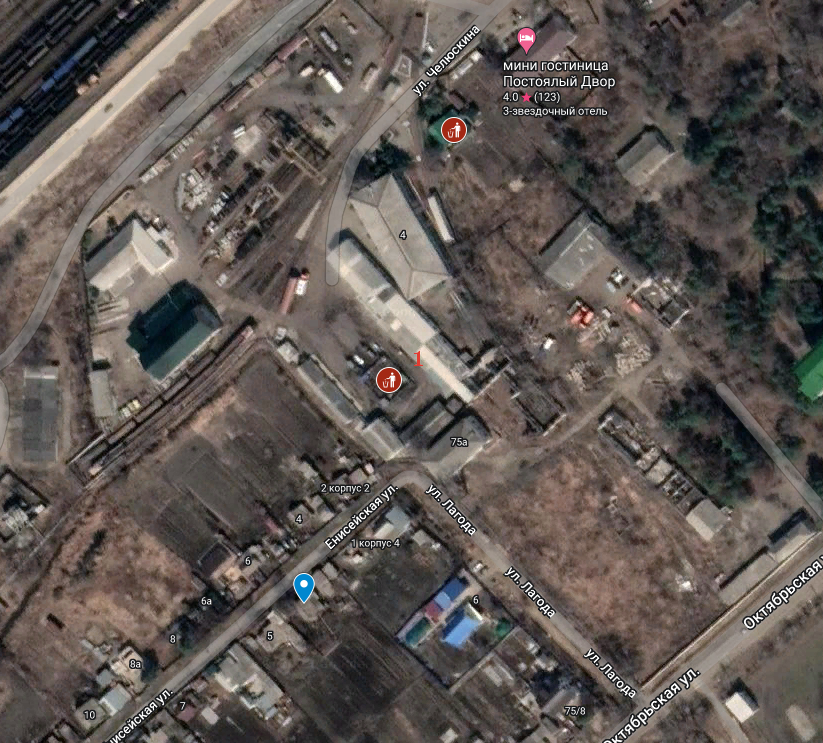 ул. Челюскина
мини гостиница
Постоялый Двор
4.0 ★ (123)
3-звездочный отель
4
1
75а
2 корпус 2
Енисейская ул.
ул. Лагода
4
1 корпус 4
6
6а
ул. Лагода
6
Октябрьская у
8
5
8а
ул. Лагода
10
нисейская ул.
7
75/8
Октябрьская ул.